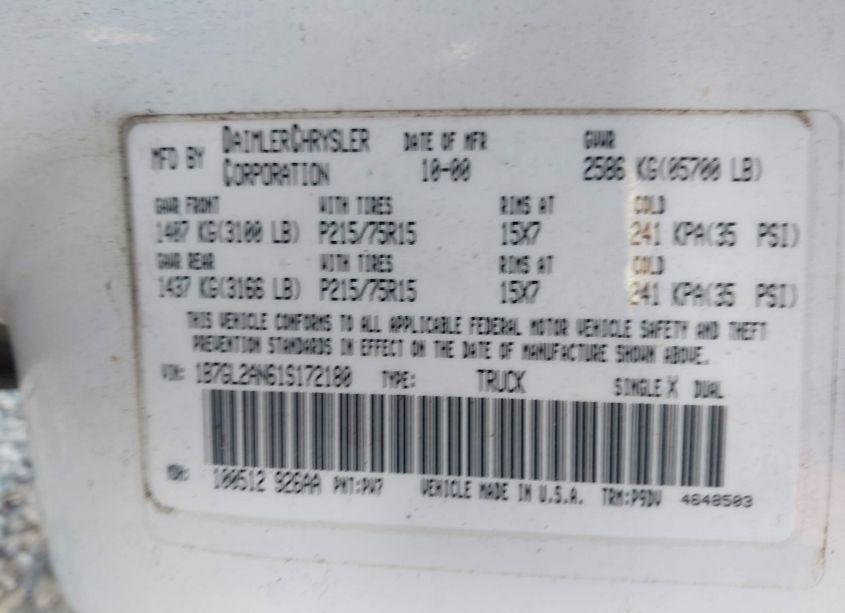 MFD BY DAIMLERCHRYSLER CORPORATION DATE OF MFR 10-00 GVWR 2586 KG(05700 LB)
GAWR FRONT WITH TIRES RIMS AT COLD
1407 KG(3100 LB) P215/75R15 15X7 241 KPA(35 PSI)
GAWR REAR WITH TIRES RIMS AT COLD
1437 KG(3166 LB) P215/75R15 15X7 241 KPA(35 PSI)
THIS VEHICLE CONFORMS TO ALL APPLICABLE FEDERAL MOTOR VEHICLE SAFETY AND THEFT
PREVENTION STANDARDS IN EFFECT ON THE DATE OF MANUFACTURE SHOWN ABOVE.
VIN: 1B7GL2AN61S172180 TYPE: TRUCK SINGLE X DUAL
MDH: 100512 926AA PNT:PW7 VEHICLE MADE IN U.S.A. TRM:P9DV 4648503